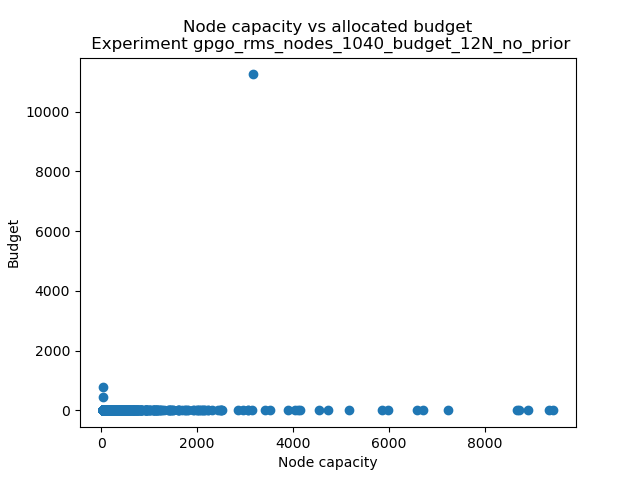 Node capacity vs allocated budget
Experiment gpgo_rms_nodes_1040_budget_12N_no_prior
10000
8000
6000
4000
2000
0
Budget
0 2000 4000 6000 8000
Node capacity